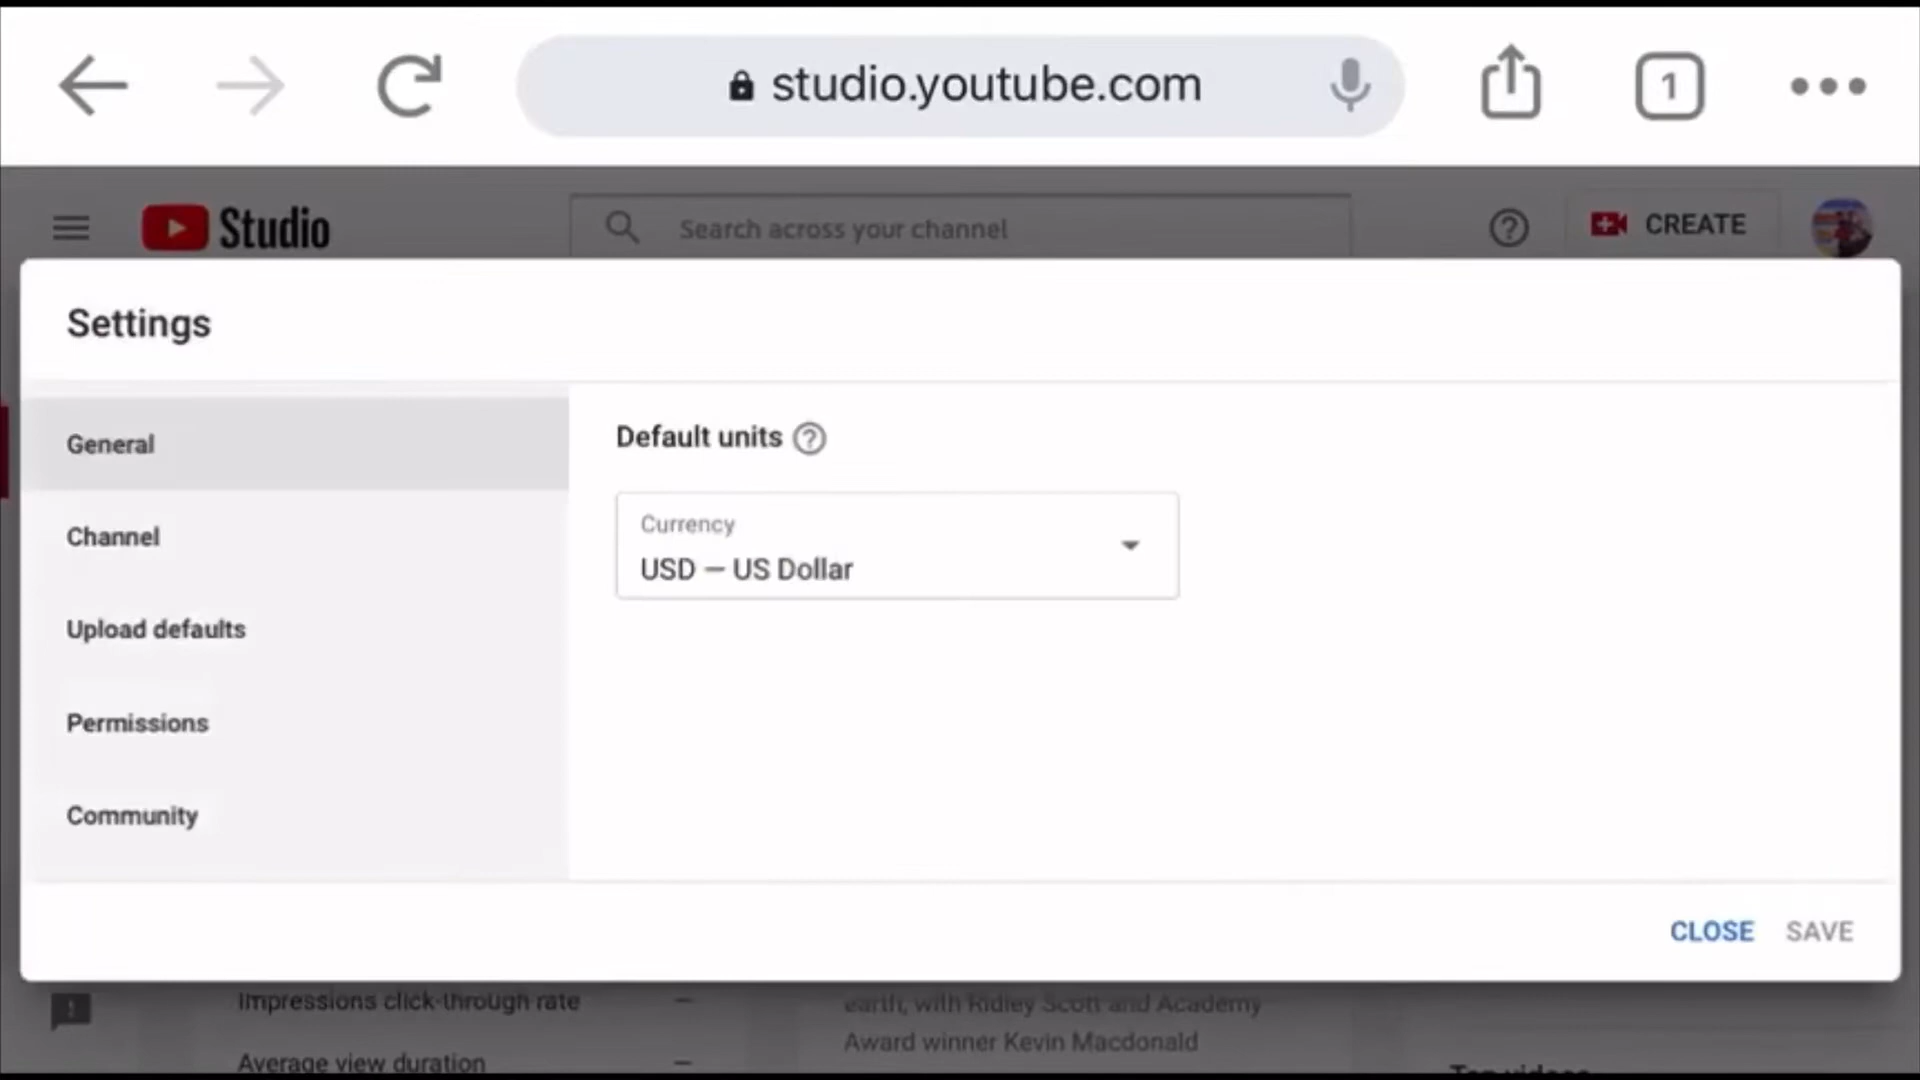 studio.youtube.com
1
Studio
Search across your channel
CREATE
Settings
General
Default units
Currency
USD — US Dollar
Channel
Upload defaults
Permissions
Community
CLOSE SAVE
Impressions click-through rate —
earth, with Ridley Scott and Academy
Award winner Kevin Macdonald
Average view duration —
Top videos